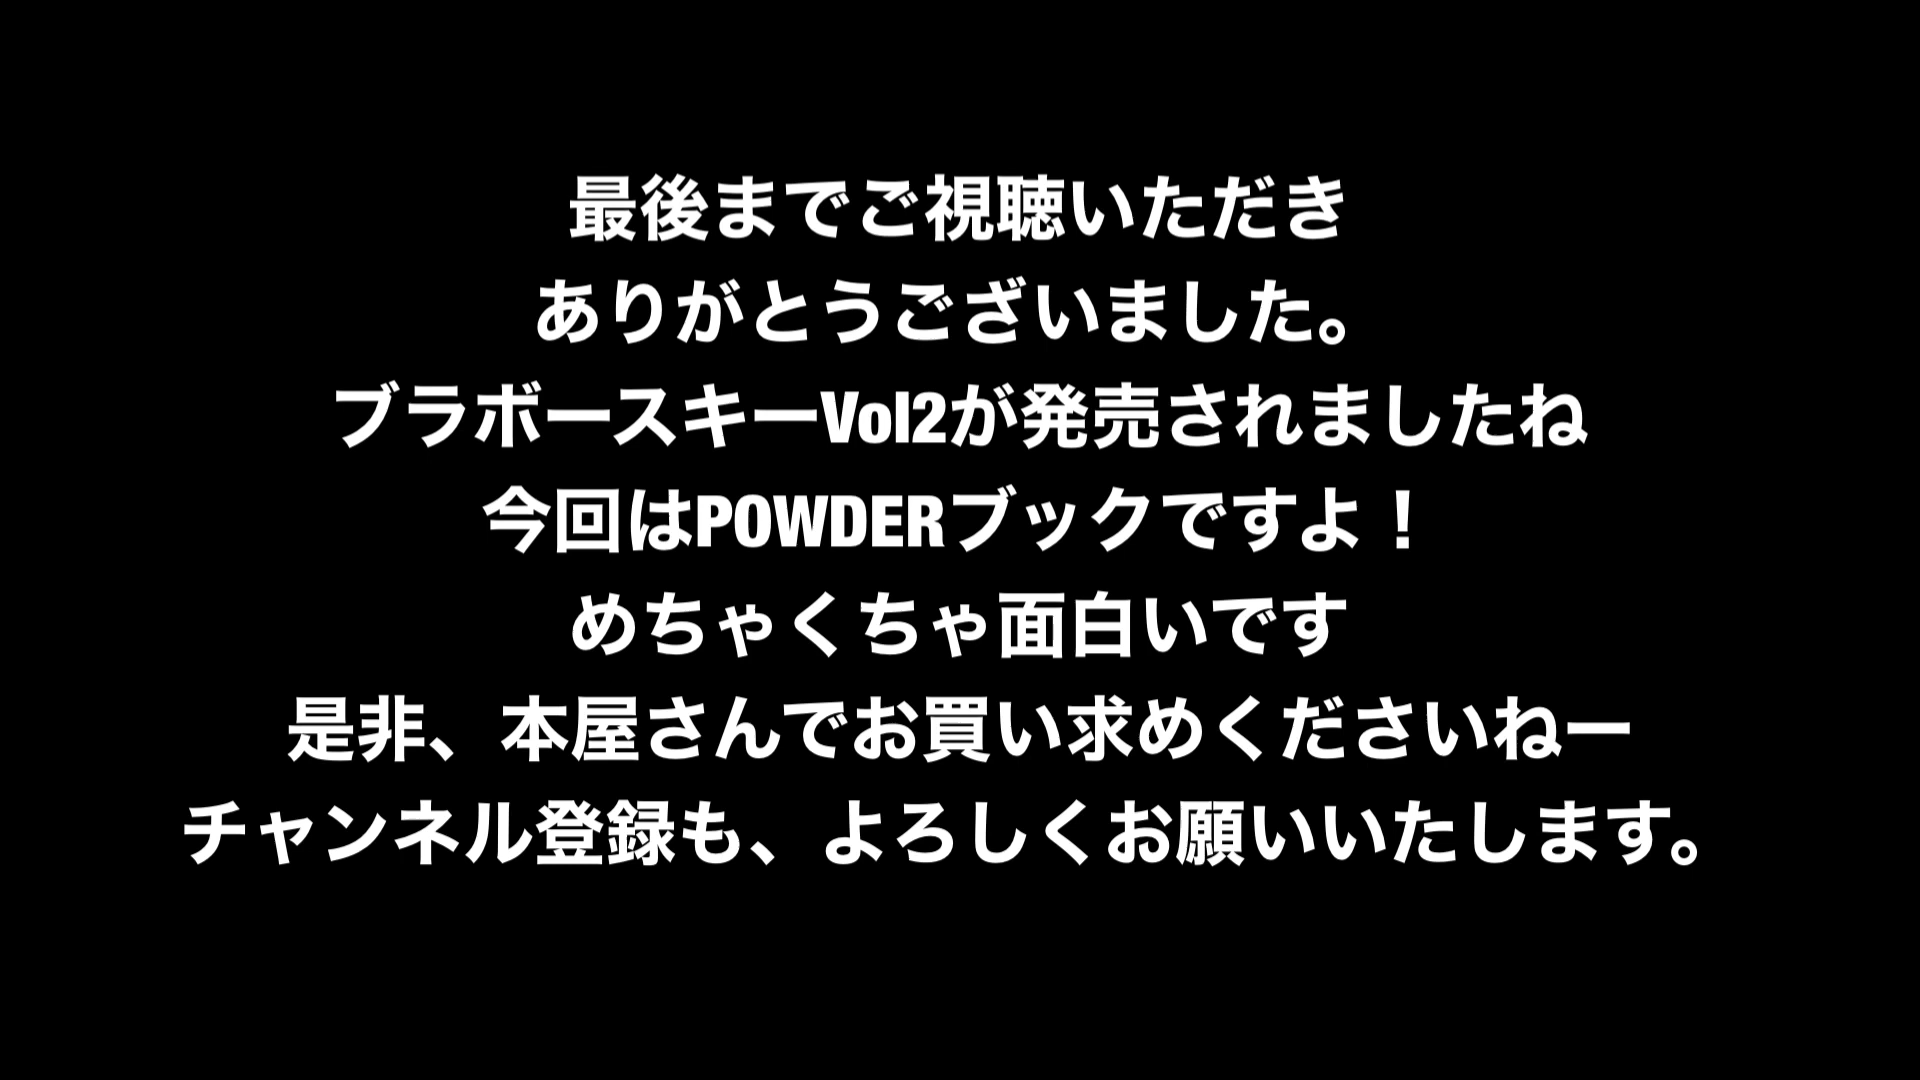 最後までご視聴いただき
ありがとうございました。
ブラボースキーVol2が発売されましたね
今回はPOWDERブックですよ！
めちゃくちゃ面白いです
是非、本屋さんでお買い求めくださいねー
チャンネル登録も、よろしくお願いいたします。